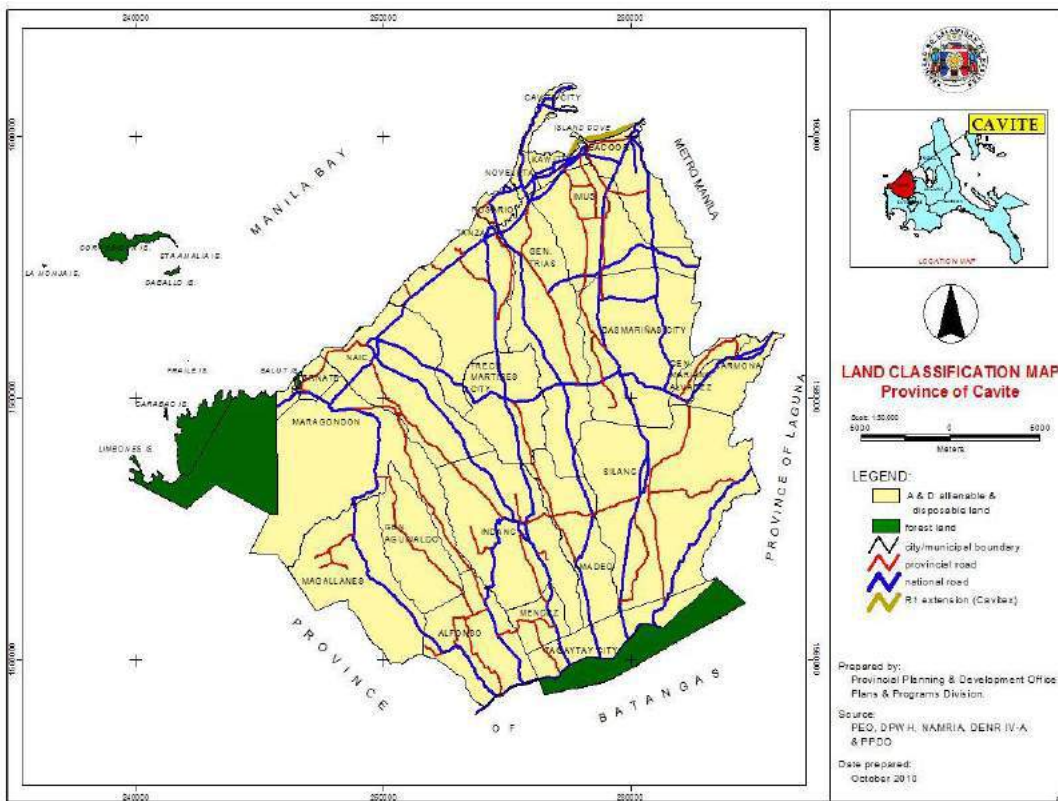 240000
250000
260000
CAVITE CITY
ISLAND COVE
BACOOR
KAWIT
NOVELETA
METRO MANILA
MANILA BAY
ROSARIO
IMUS
TANZA
GEN.
TRIAS
STA AMALIA IS.
LA MONJA IS.
CABALLO IS.
DASMARIÑAS CITY
NAIC
TRECE
MARTIRES
CITY
GEN.
MARIANO
ALVAREZ
CARMONA
FRAILE IS.
BALUT IS.
TERNATE
CARABAO IS.
MARAGONDON
LIMBONES IS.
SILANG
PROVINCE OF LAGUNA
GEN.
AGUINALDO
INDANG
AMADEO
MAGALLANES
MENDEZ
ALFONSO
TAGAYTAY CITY
PROVINCE
OF
BATANGAS
240000
250000
260000
CAVITE
LOCATION MAP
LAND CLASSIFICATION MAP
Province of Cavite
Scale: 1:50,000
5000 0 5000
Meters
LEGEND:
A & D allienable &
disposable land
forest land
city/municipal boundary
provincial road
national road
R1 extension (Cavitex)
Prepared by:
Provincial Planning & Development Office
Plans & Programs Division.
Source:
PEO, DPWH, NAMRIA, DENR IV-A
& PPDO
Date prepared:
October 2010